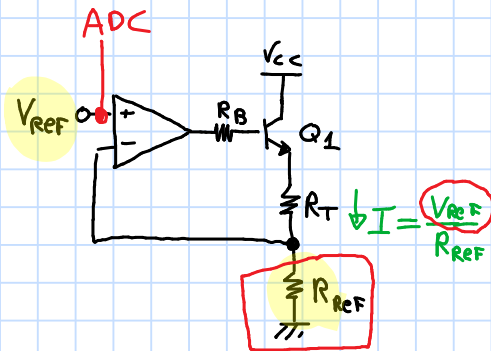 ADC
VCC
VREF
+
−
RB
Q1
RT
I = VREF / RREF
RREF